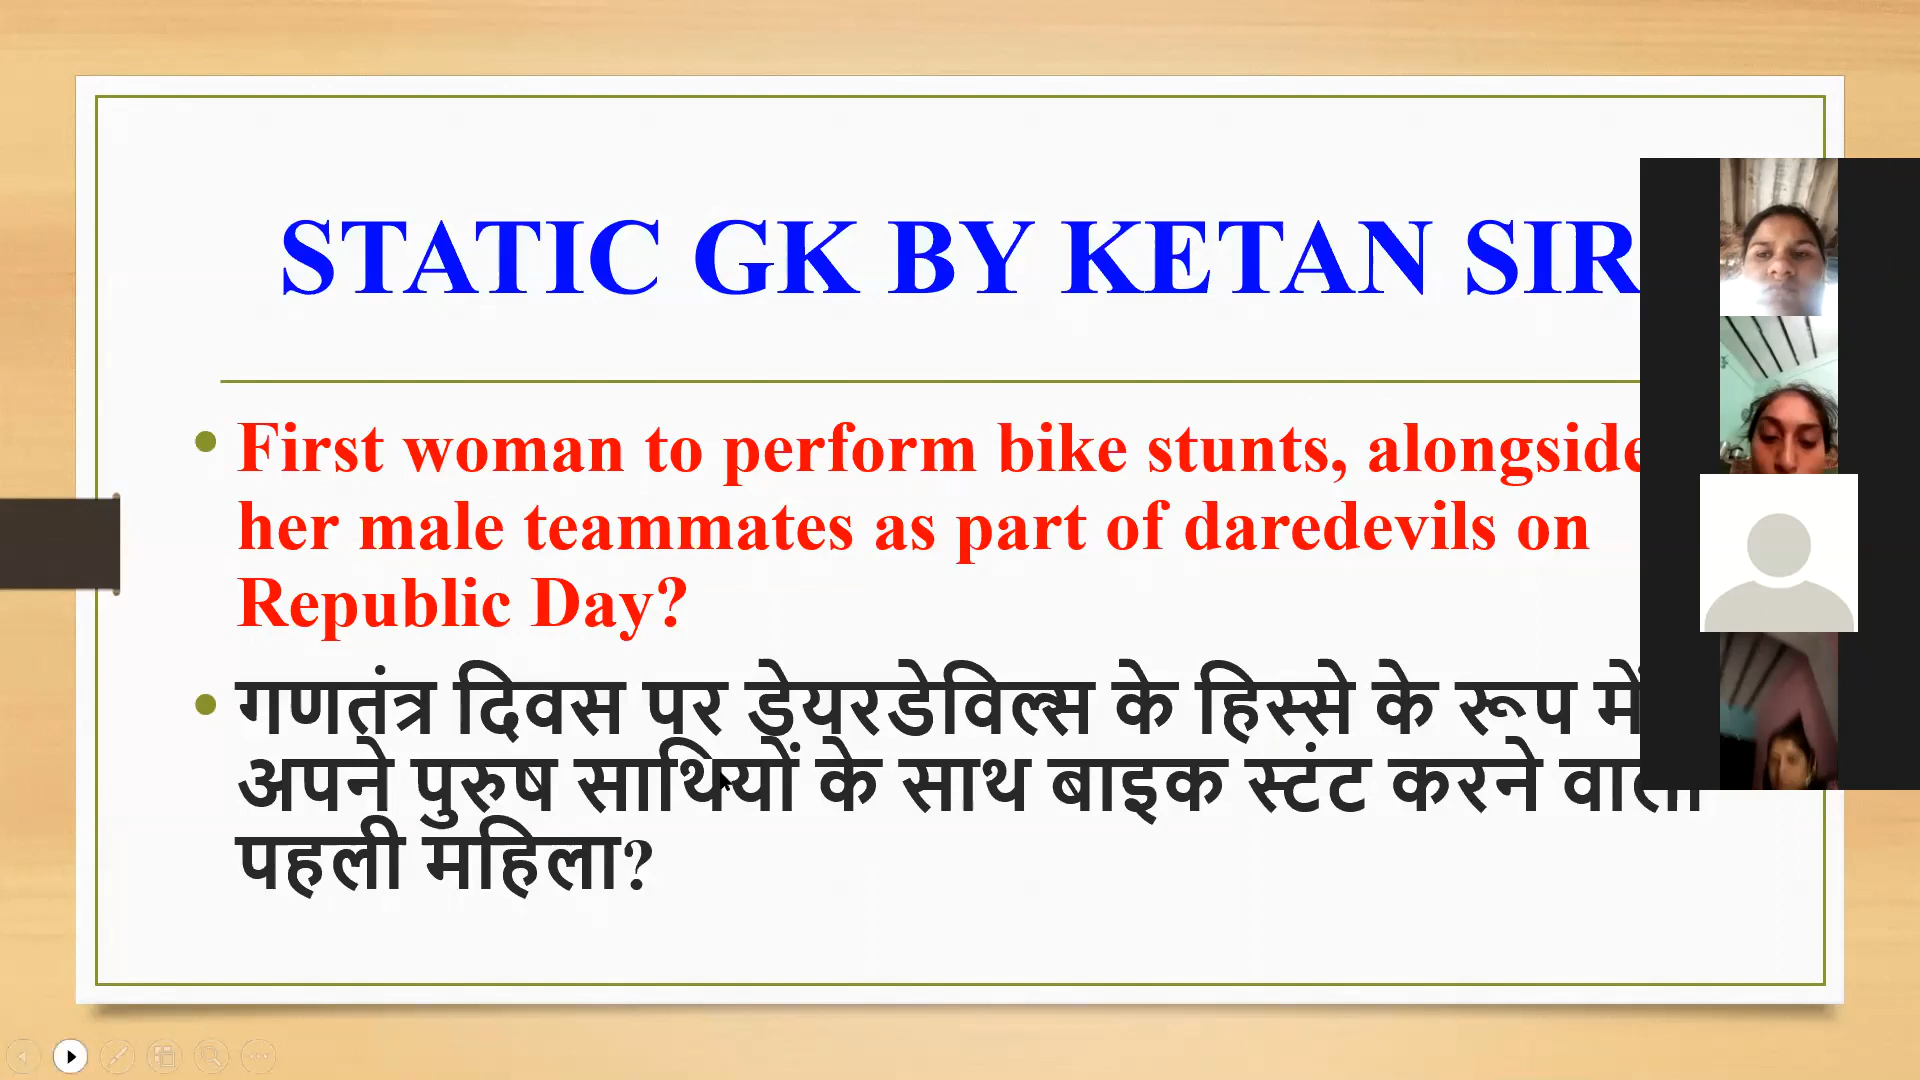 STATIC GK BY KETAN SIR
First woman to perform bike stunts, alongside
her male teammates as part of daredevils on
Republic Day?
गणतंत्र दिवस पर डेयरडेविल्स के हिस्से के रूप में
अपने पुरुष साथियों के साथ बाइक स्टंट करने वाली
पहली महिला?